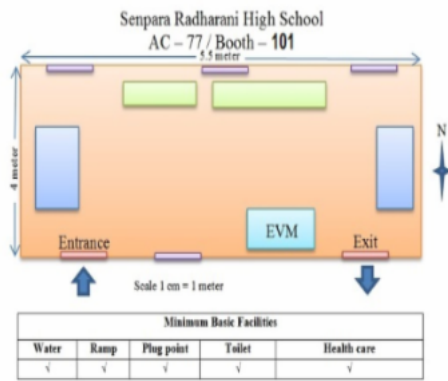 Senpara Radharani High School
AC – 77 / Booth – 101
5.5 meter
4 meter
N
EVM
Entrance
Exit
Scale 1 cm = 1 meter
Minimum Basic Facilities
Water Ramp Plug point Toilet Health care
√ √ √ √ √